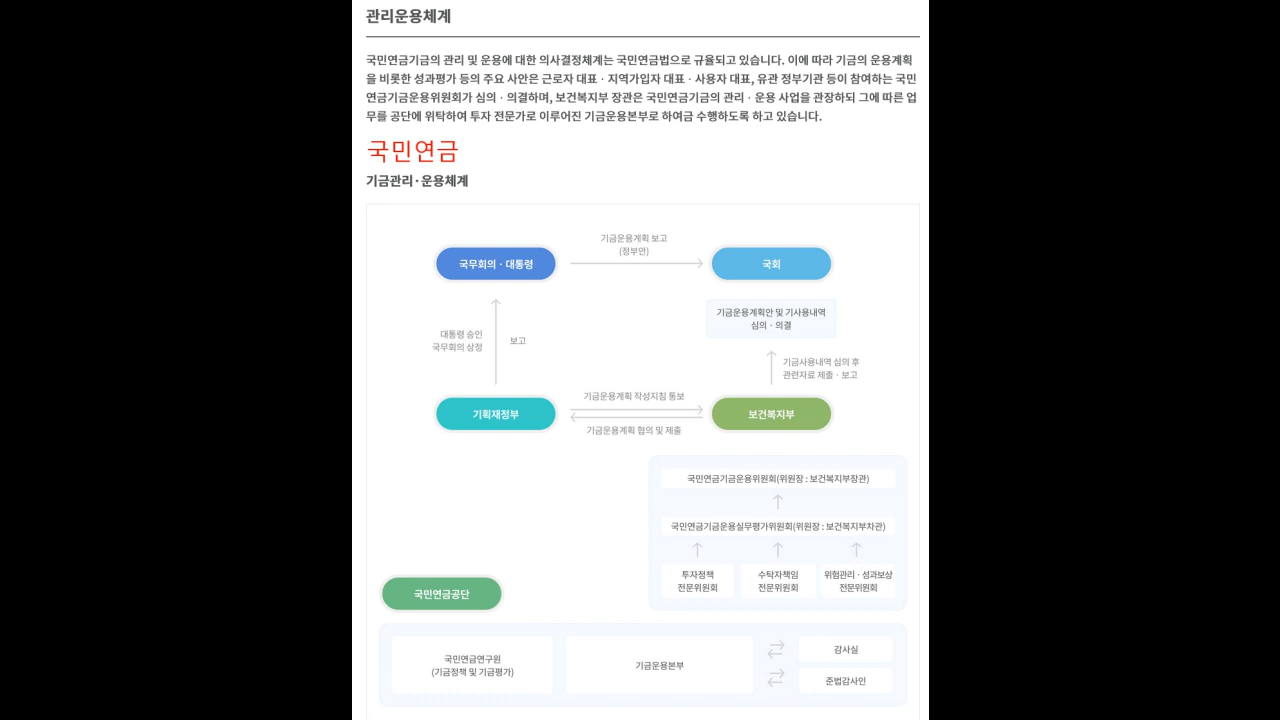 관리운용체계
국민연금기금의 관리 및 운용에 대한 의사결정체계는 국민연금법으로 규율되고 있습니다. 이에 따라 기금의 운용계획
을 비롯한 성과평가 등의 주요 사안은 근로자 대표 · 지역가입자 대표 · 사용자 대표, 유관 정부기관 등이 참여하는 국민
연금기금운용위원회가 심의 · 의결하며, 보건복지부 장관은 국민연금기금의 관리 · 운용 사업을 관장하되 그에 따른 업
무를 공단에 위탁하여 투자 전문가로 이루어진 기금운용본부로 하여금 수행하도록 하고 있습니다.
국민연금
기금관리·운용체계
기금운용계획 보고
(정부안)
국무회의 · 대통령
국회
기금운용계획안 및 기사용내역
심의 · 의결
대통령 승인
국무회의 상정
보고
기금사용내역 심의 후
관련자료 제출 · 보고
기금운용계획 작성지침 통보
기획재정부
보건복지부
기금운용계획 협의 및 제출
국민연금기금운용위원회(위원장 : 보건복지부장관)
국민연금기금운용실무평가위원회(위원장 : 보건복지부차관)
투자정책
전문위원회
수탁자책임
전문위원회
위험관리 · 성과보상
전문위원회
국민연금공단
국민연금연구원
(기금정책 및 기금평가)
기금운용본부
감사실
준법감사인